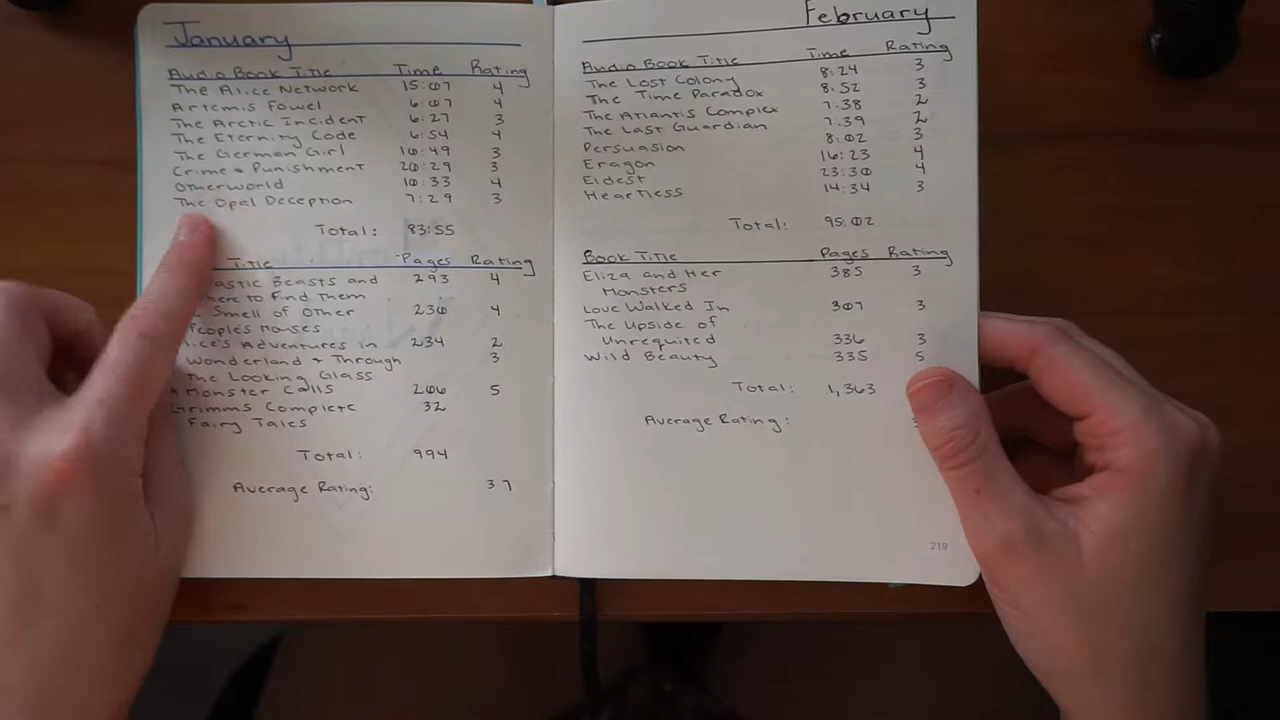 January
Audio Book Title Time Rating
The Alice Network 15:07 4
Artemis Fowel 6:07 4
The Arctic Incident 6:27 3
The Eternity Code 6:54 4
The German Girl 10:49 3
Crime + Punishment 20:29 3
Otherworld 10:33 4
The Opal Deception 7:29 3
Total: 83:55
Title Pages Rating
astic Beasts and 293 4
here to Find Them
Smell of Other 230 4
People's Houses
ice's Adventures in 234 2
Wonderland + Through 3
The Looking Glass
A Monster Calls 206 5
Grimms Complete 32
Fairy Tales
Total: 994
Average Rating: 37
February
Audio Book Title Time Rating
The Lost Colony 8:24 3
The Time Paradox 8:52 3
The Atlantis Complex 7:38 2
The Last Guardian 7:39 2
Persuasion 8:02 3
Eragon 16:23 4
Eldest 23:30 4
Heartless 14:34 3
Total: 95:02
Book Title Pages Rating
Eliza and Her 385 3
Monsters
Love Walked In 307 3
The Upside of
Unrequited 336 3
Wild Beauty 335 5
Total: 1,363
Average Rating:
219